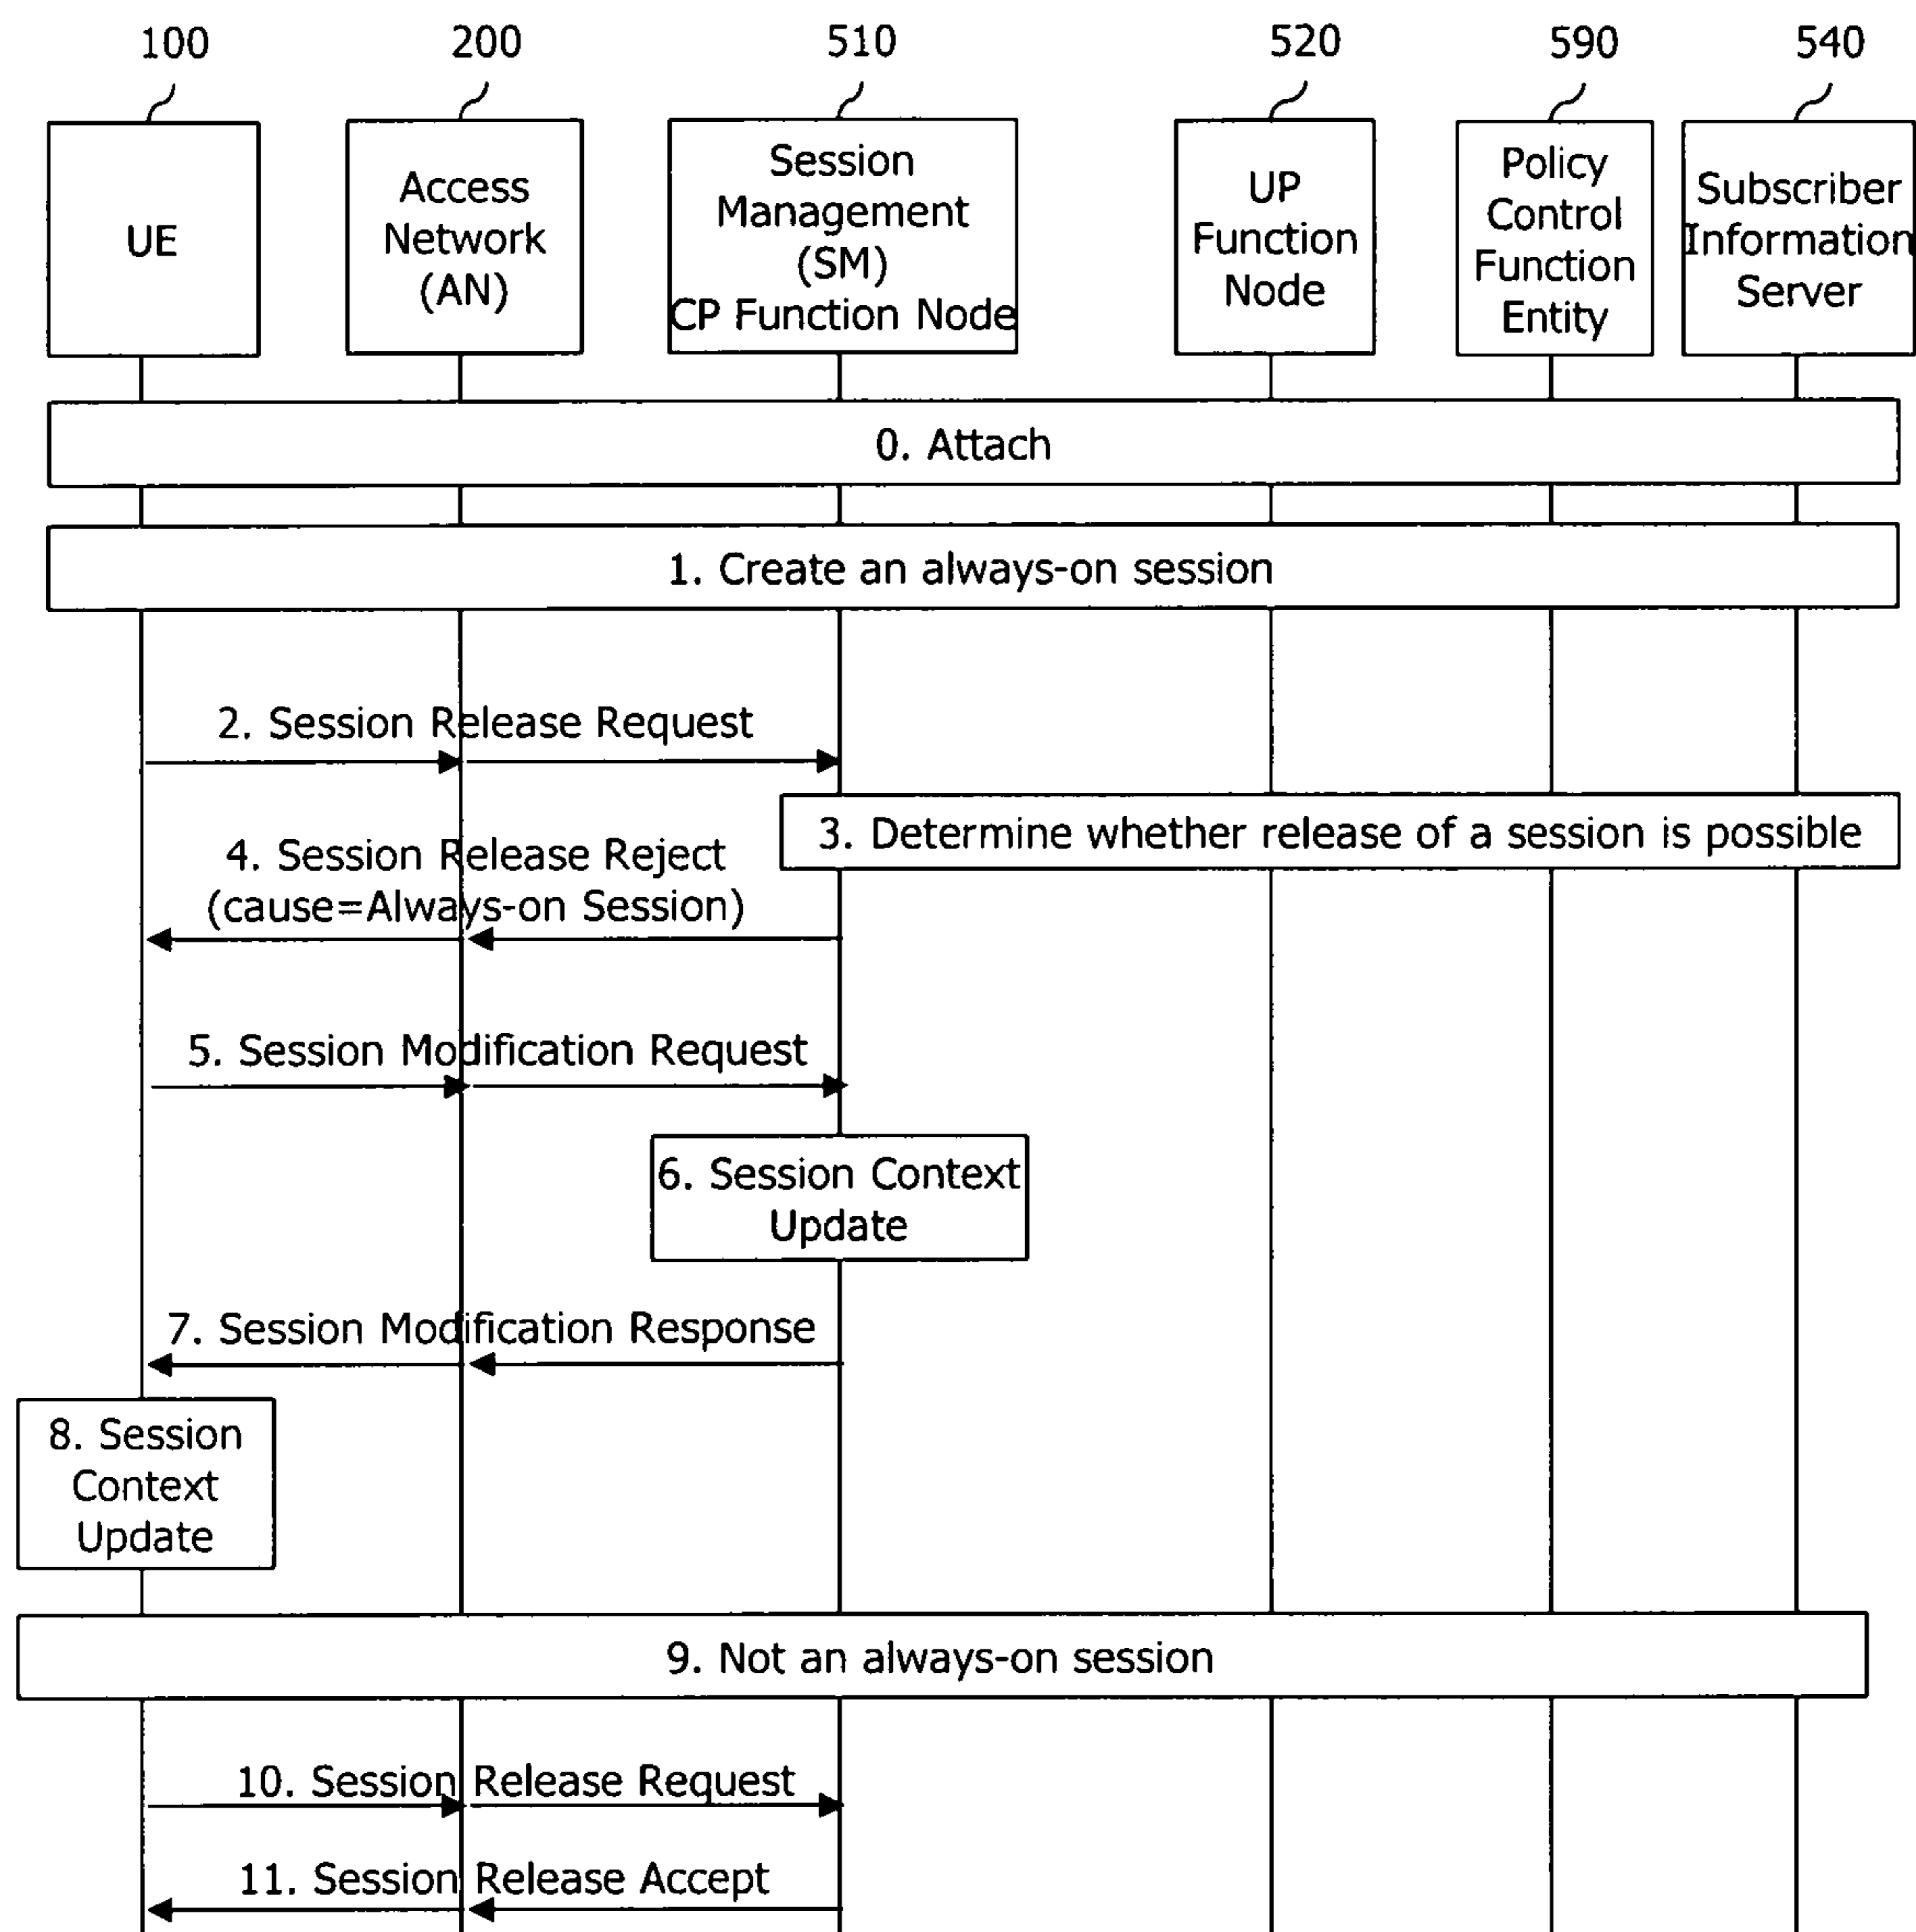 100
200
510
520
590
540
UE
Access
Network
(AN)
Session
Management
(SM)
CP Function Node
UP
Function
Node
Policy
Control
Function
Entity
Subscriber
Information
Server
0. Attach
1. Create an always-on session
2. Session Release Request
3. Determine whether release of a session is possible
4. Session Release Reject
(cause=Always-on Session)
5. Session Modification Request
6. Session Context
Update
7. Session Modification Response
8. Session
Context
Update
9. Not an always-on session
10. Session Release Request
11. Session Release Accept